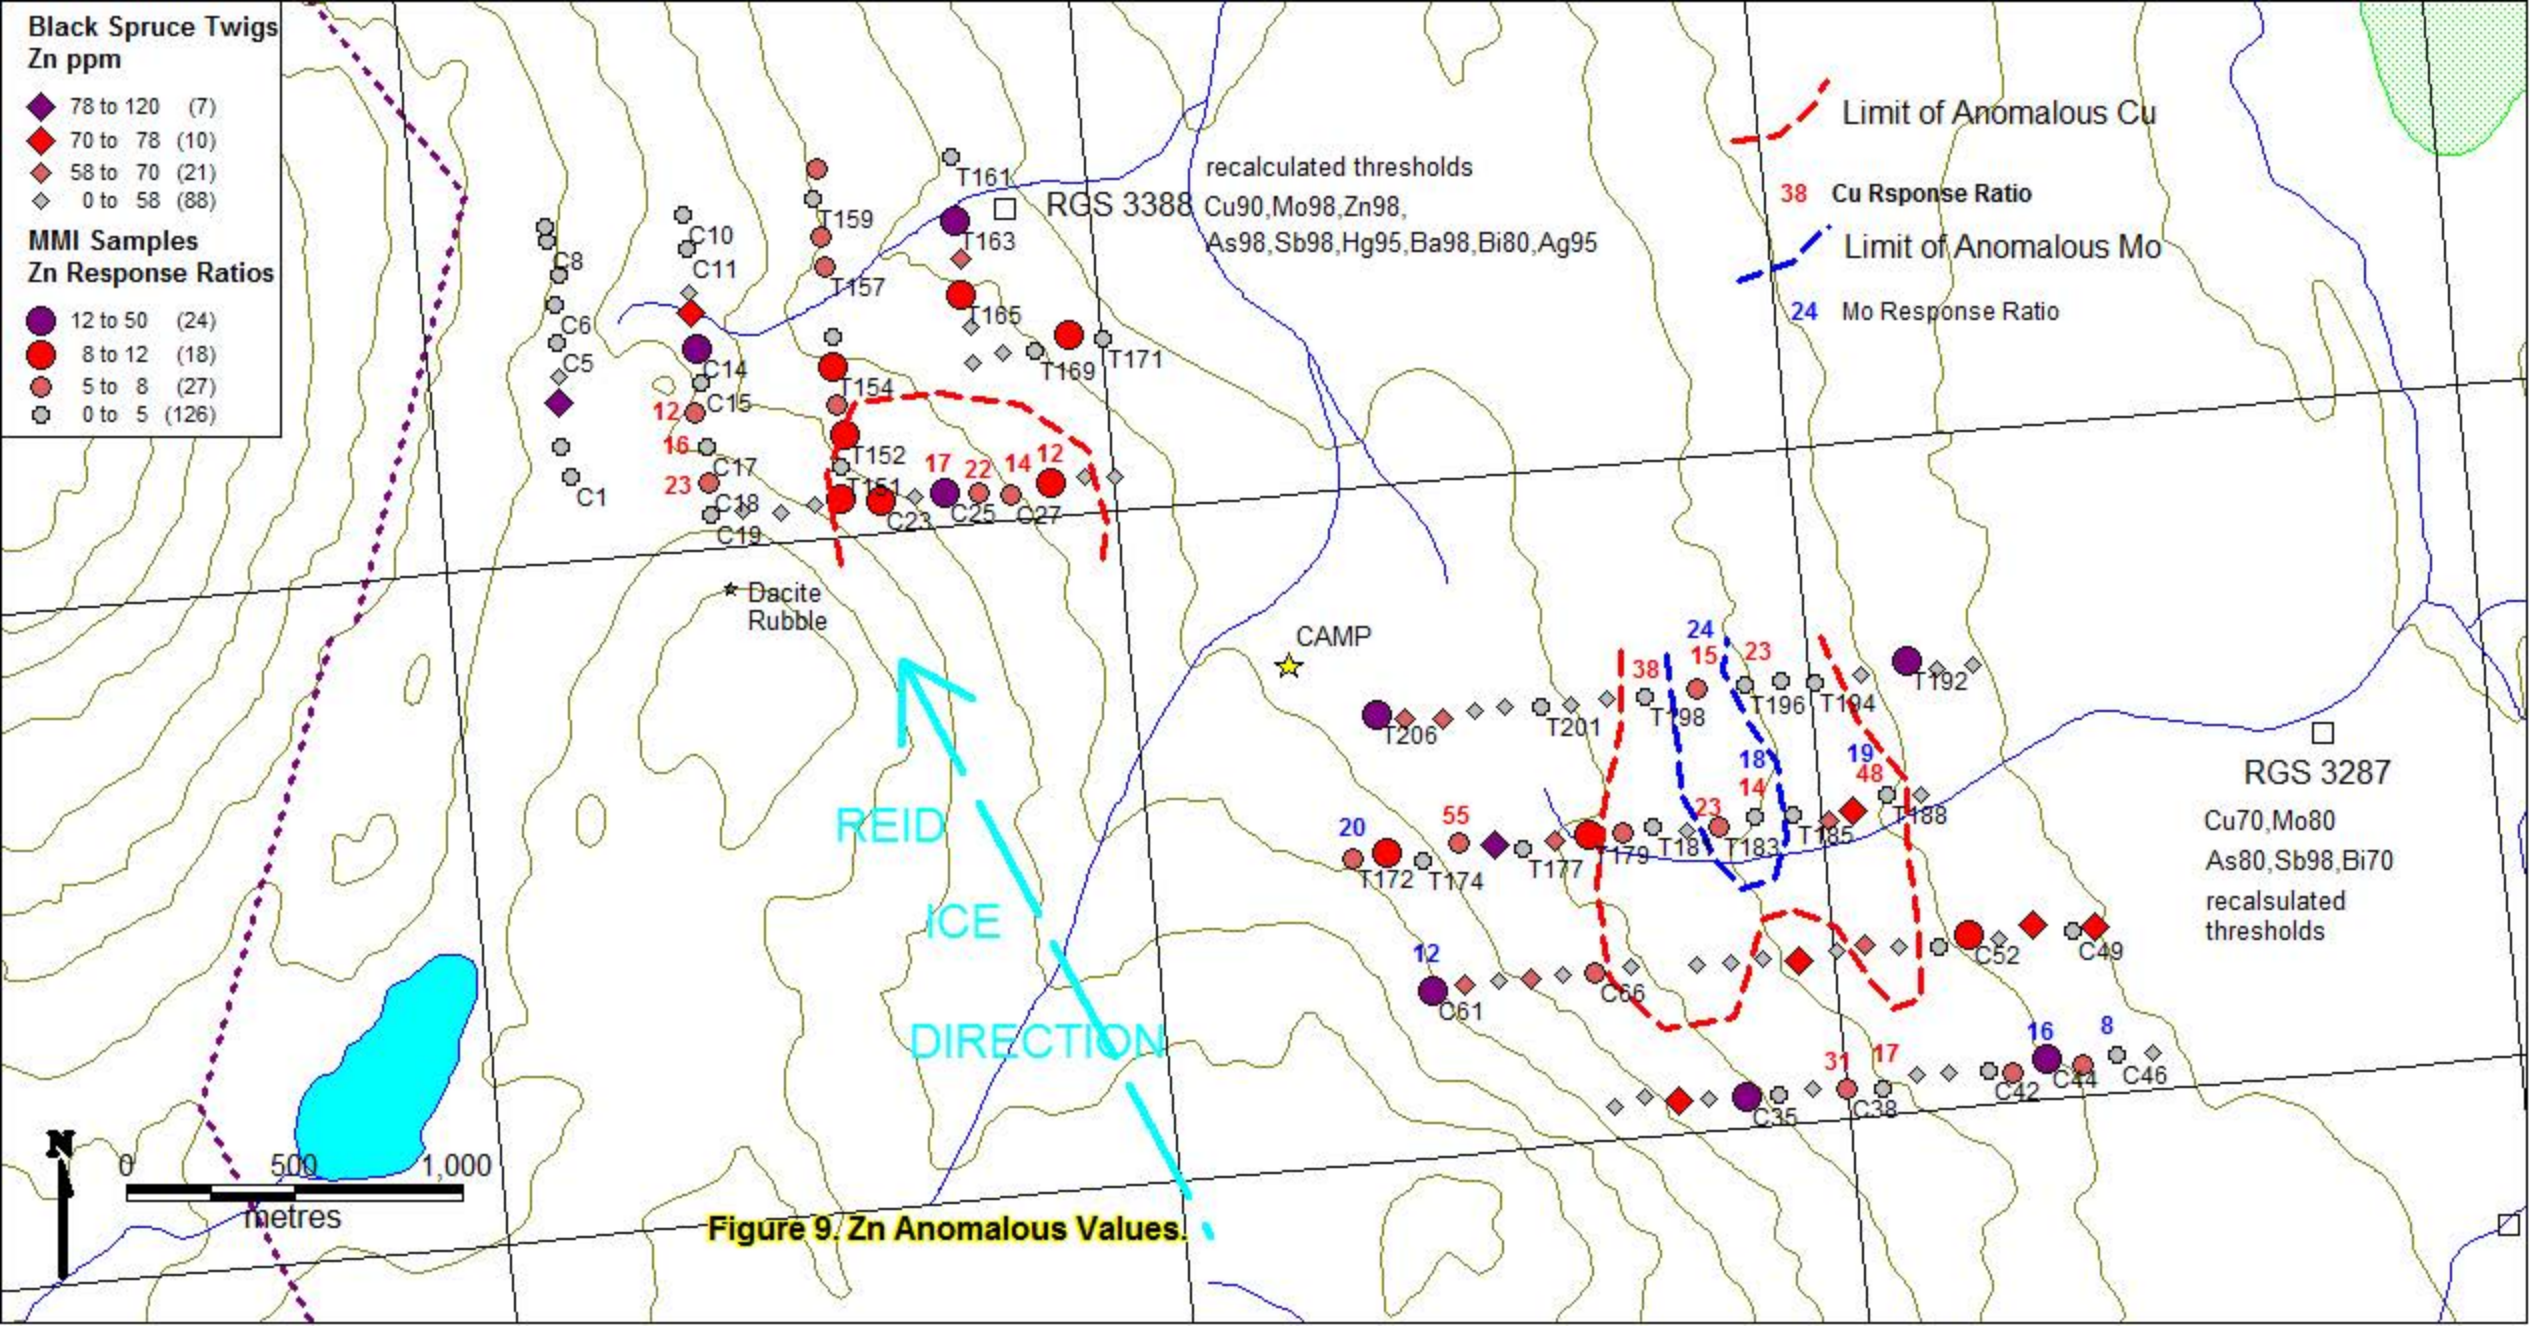 Black Spruce Twigs
Zn ppm
78 to 120 (7)
70 to 78 (10)
58 to 70 (21)
0 to 58 (88)
MMI Samples
Zn Response Ratios
12 to 50 (24)
8 to 12 (18)
5 to 8 (27)
0 to 5 (126)
Limit of Anomalous Cu
38 Cu Rsponse Ratio
Limit of Anomalous Mo
24 Mo Response Ratio
recalculated thresholds
RGS 3388 Cu90,Mo98,Zn98,
As98,Sb98,Hg95,Ba98,Bi80,Ag95
T161
T159
T163
C10
C8
C11
T157
T165
C6
C5
C14
T154
T169
T171
12
C15
16
C17
T152
17
22
14
12
23
C1
C18
T151
C19
C23
C25
C27
Dacite
Rubble
CAMP
24
38
15
23
T206
T201
T198
T196
T194
T192
18
19
48
RGS 3287
Cu70,Mo80
As80,Sb98,Bi70
recalsulated
thresholds
20
55
23
14
T172
T174
T177
T179
T18
T183
T185
T188
REID
ICE
DIRECTION
12
C61
C66
C52
C49
31
17
16
8
C35
C38
C42
C44
C46
N
0 500 1,000
metres
Figure 9. Zn Anomalous Values.